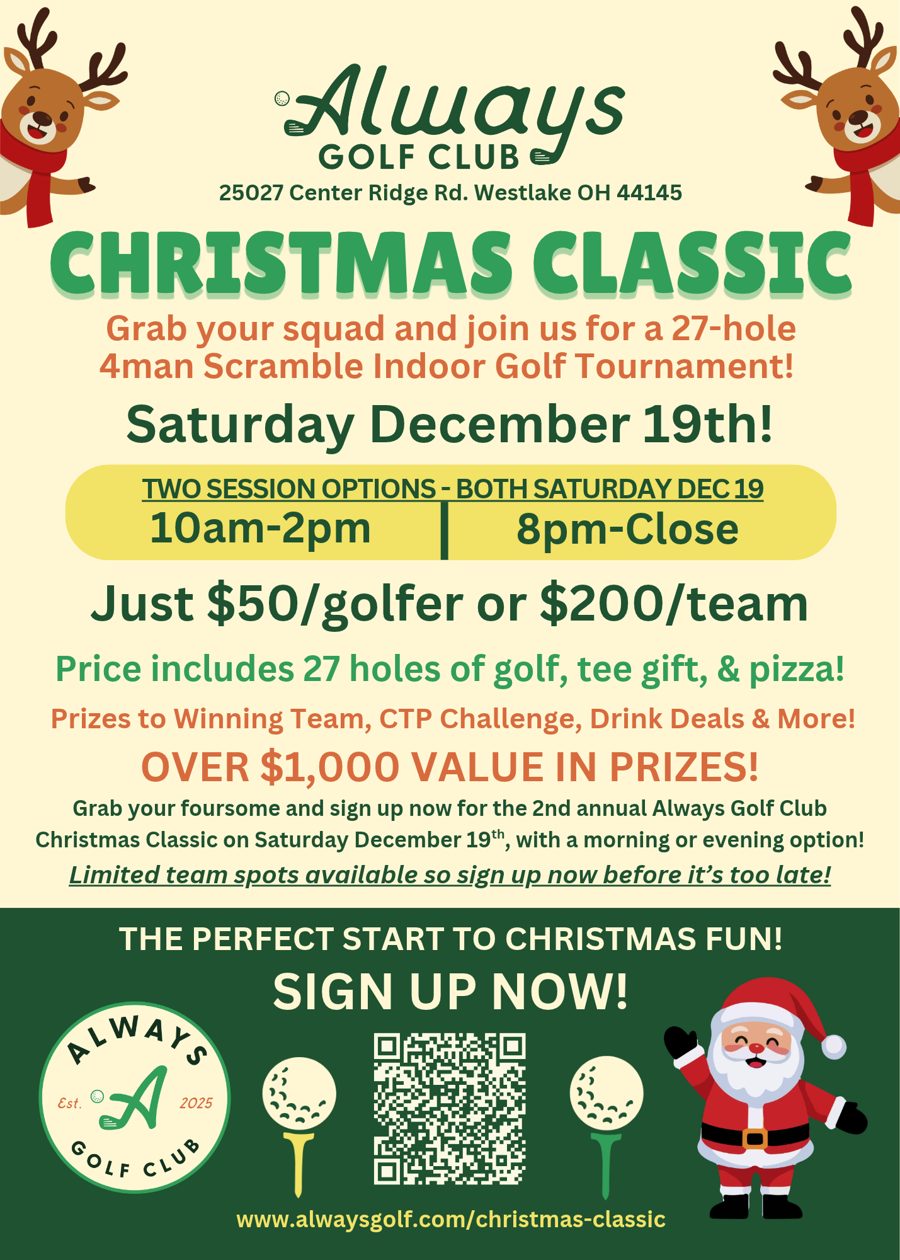 Always
GOLF CLUB
25027 Center Ridge Rd. Westlake OH 44145
CHRISTMAS CLASSIC
Grab your squad and join us for a 27-hole
4man Scramble Indoor Golf Tournament!
Saturday December 19th!
TWO SESSION OPTIONS - BOTH SATURDAY DEC 19
10am-2pm | 8pm-Close
Just $50/golfer or $200/team
Price includes 27 holes of golf, tee gift, & pizza!
Prizes to Winning Team, CTP Challenge, Drink Deals & More!
OVER $1,000 VALUE IN PRIZES!
Grab your foursome and sign up now for the 2nd annual Always Golf Club
Christmas Classic on Saturday December 19th, with a morning or evening option!
Limited team spots available so sign up now before it's too late!
THE PERFECT START TO CHRISTMAS FUN!
SIGN UP NOW!
ALWAYS
Est. A 2025
GOLF CLUB
www.alwaysgolf.com/christmas-classic